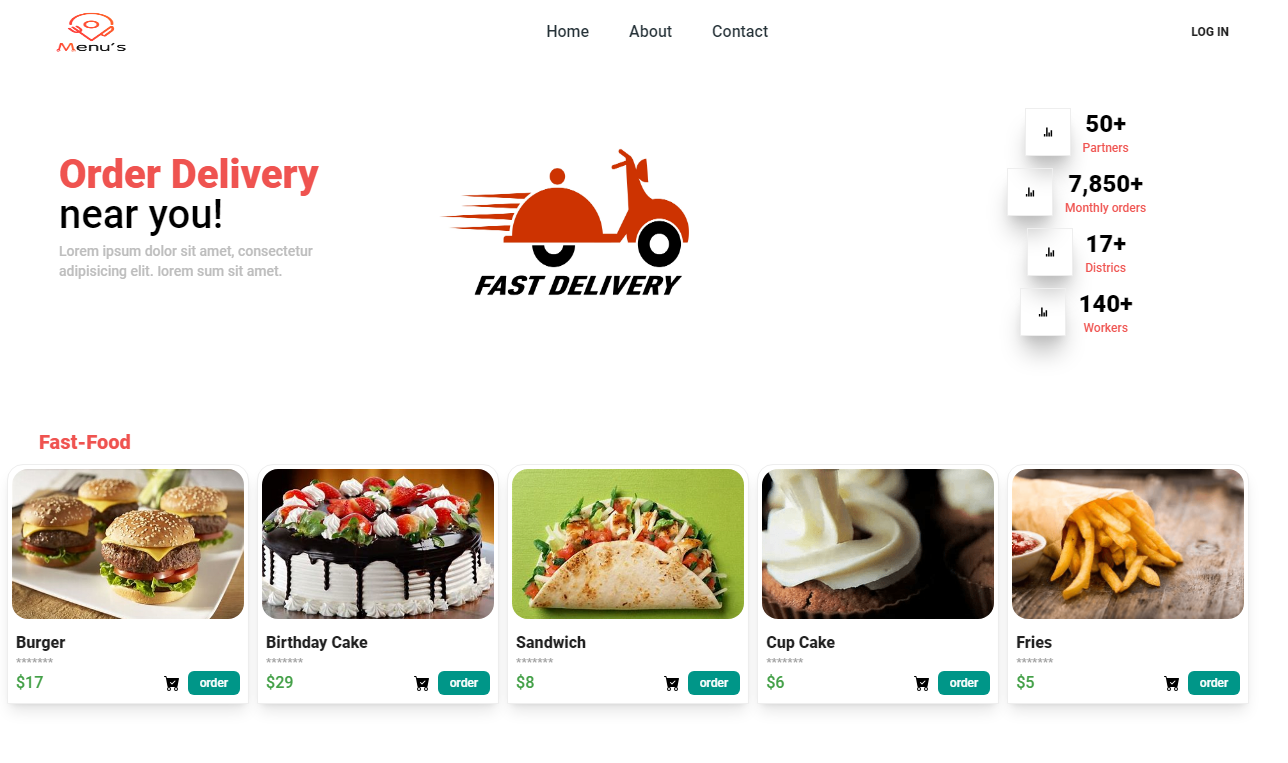 Menu's
Home
About
Contact
LOG IN
Order Delivery
near you!
Lorem ipsum dolor sit amet, consectetur
adipisicing elit. Iorem sum sit amet.
FAST DELIVERY
50+
Partners
7,850+
Monthly orders
17+
Districs
140+
Workers
Fast-Food
Burger
*******
$17
order
Birthday Cake
*******
$29
order
Sandwich
*******
$8
order
Cup Cake
*******
$6
order
Fries
*******
$5
order